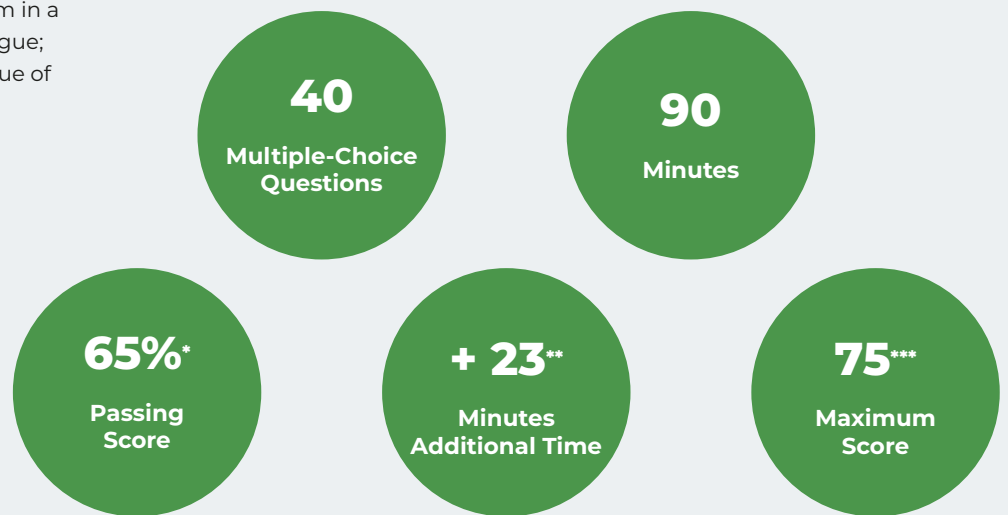 m in a
gue;
ue of
40
Multiple-Choice
Questions
90
Minutes
65%*
Passing
Score
+ 23**
Minutes
Additional Time
75***
Maximum
Score